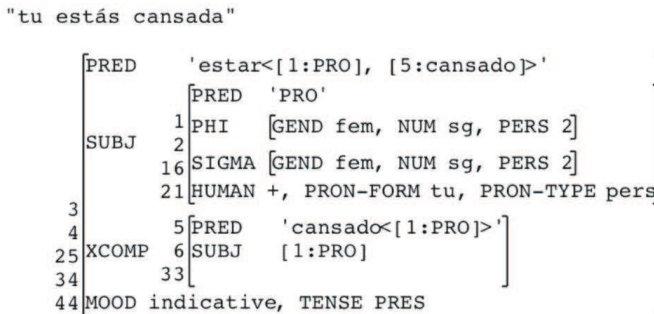 "tu estás cansada"
PRED 'estar<[1:PRO], [5:cansado]>'
PRED 'PRO'
1 PHI [GEND fem, NUM sg, PERS 2]
SUBJ 2
16 SIGMA [GEND fem, NUM sg, PERS 2]
21 HUMAN +, PRON-FORM tu, PRON-TYPE pers
3
5 PRED 'cansado<[1:PRO]>'
4
XCOMP 6 SUBJ [1:PRO]
25
33
34
44 MOOD indicative, TENSE PRES